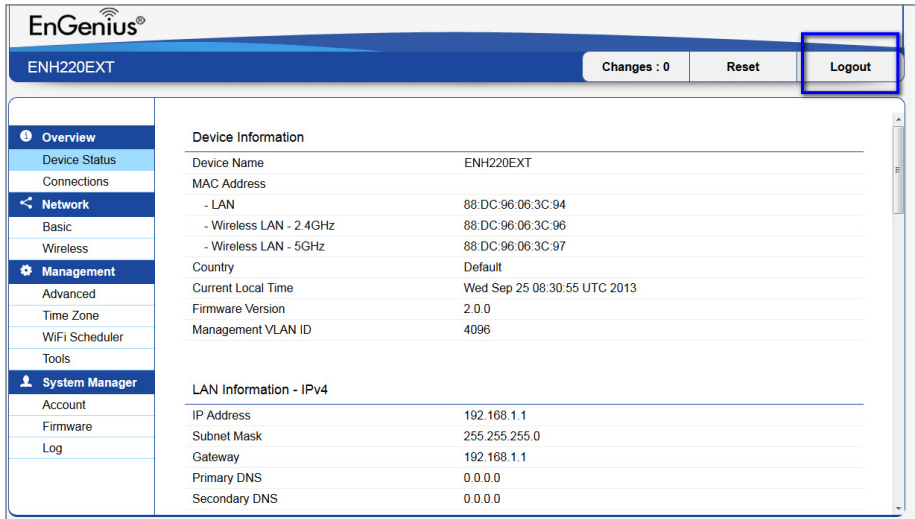 EnGenius®
ENH220EXT
Changes : 0 Reset Logout
Overview
Device Status
Connections
Network
Basic
Wireless
Management
Advanced
Time Zone
WiFi Scheduler
Tools
System Manager
Account
Firmware
Log
Device Information
Device Name ENH220EXT
MAC Address
- LAN 88:DC:96:06:3C:94
- Wireless LAN - 2.4GHz 88:DC:96:06:3C:96
- Wireless LAN - 5GHz 88:DC:96:06:3C:97
Country Default
Current Local Time Wed Sep 25 08:30:55 UTC 2013
Firmware Version 2.0.0
Management VLAN ID 4096
LAN Information - IPv4
IP Address 192.168.1.1
Subnet Mask 255.255.255.0
Gateway 192.168.1.1
Primary DNS 0.0.0.0
Secondary DNS 0.0.0.0